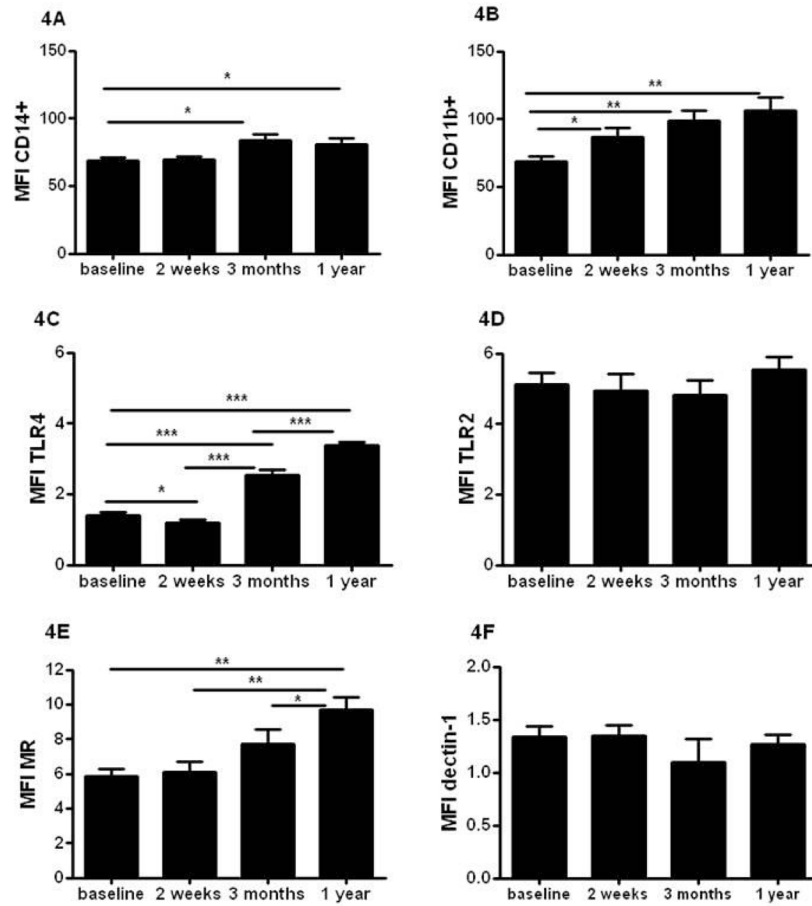 4A
MFI CD14+
150
100
50
0
*
*
baseline 2 weeks 3 months 1 year
4B
MFI CD11b+
150
100
50
0
**
**
*
baseline 2 weeks 3 months 1 year
4C
MFI TLR4
6
4
2
0
***
***
***
***
*
baseline 2 weeks 3 months 1 year
4D
MFI TLR2
6
4
2
0
baseline 2 weeks 3 months 1 year
4E
MFI MR
12
10
8
6
4
2
0
**
**
*
baseline 2 weeks 3 months 1 year
4F
MFI dectin-1
2.0
1.5
1.0
0.5
0.0
baseline 2 weeks 3 months 1 year